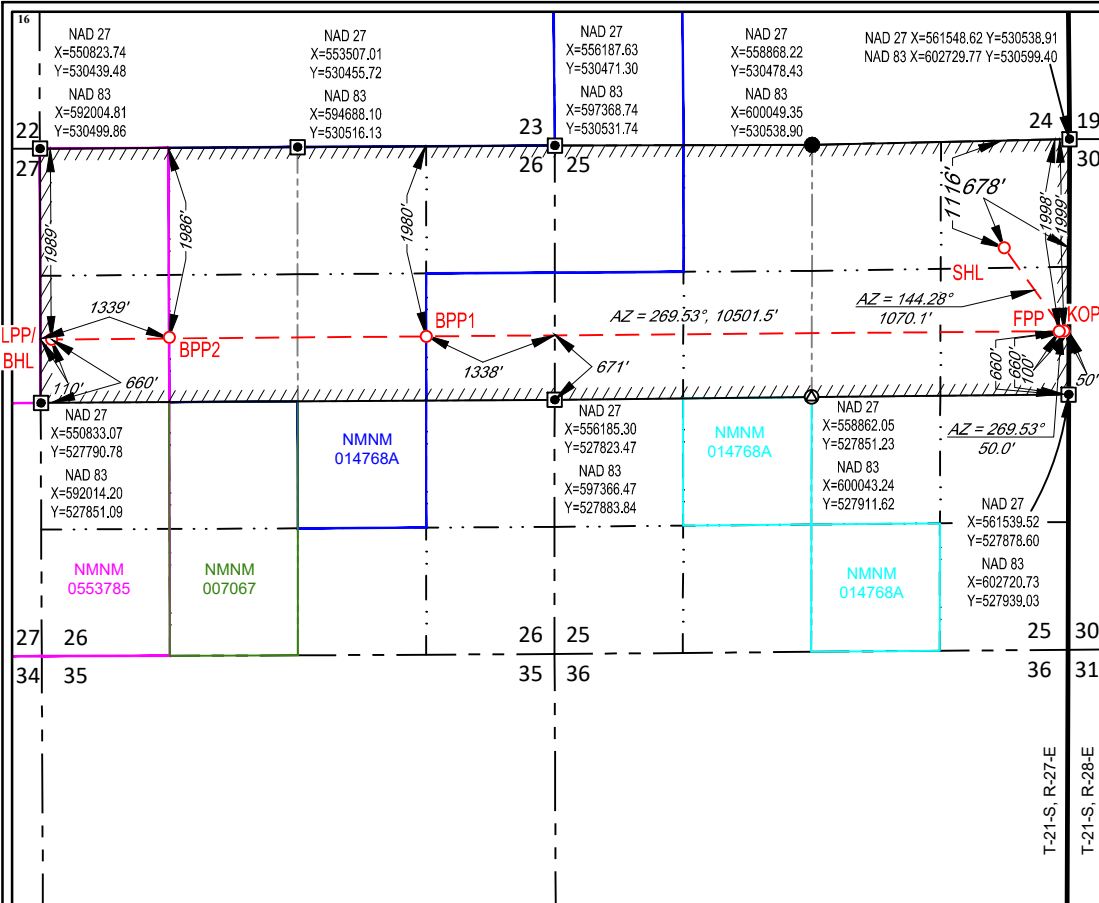 16
NAD 27
X=550823.74
Y=530439.48
NAD 83
X=592004.81
Y=530499.86
NAD 27
X=553507.01
Y=530455.72
NAD 83
X=594688.10
Y=530516.13
NAD 27
X=556187.63
Y=530471.30
NAD 83
X=597368.74
Y=530531.74
NAD 27
X=558868.22
Y=530478.43
NAD 83
X=600049.35
Y=530538.90
NAD 27 X=561548.62 Y=530538.91
NAD 83 X=602729.77 Y=530599.40
22
23
24
19
27
26
25
30
1989'
1986'
1980'
1116'
678'
1998'
1999'
SHL
1339'
AZ = 144.28°
1070.1'
AZ = 269.53°, 10501.5'
LPP/
BHL
BPP2
BPP1
FPP
KOP
110'
660'
1338'
671'
660'
660'
100'
50'
AZ = 269.53°
50.0'
NAD 27
X=550833.07
Y=527790.78
NAD 83
X=592014.20
Y=527851.09
NMNM
014768A
NAD 27
X=556185.30
Y=527823.47
NAD 83
X=597366.47
Y=527883.84
NMNM
014768A
NAD 27
X=558862.05
Y=527851.23
NAD 83
X=600043.24
Y=527911.62
NAD 27
X=561539.52
Y=527878.60
NAD 83
X=602720.73
Y=527939.03
NMNM
0553785
NMNM
007067
NMNM
014768A
27
26
26
25
25
30
34
35
35
36
36
31
T-21-S, R-27-E
T-21-S, R-28-E